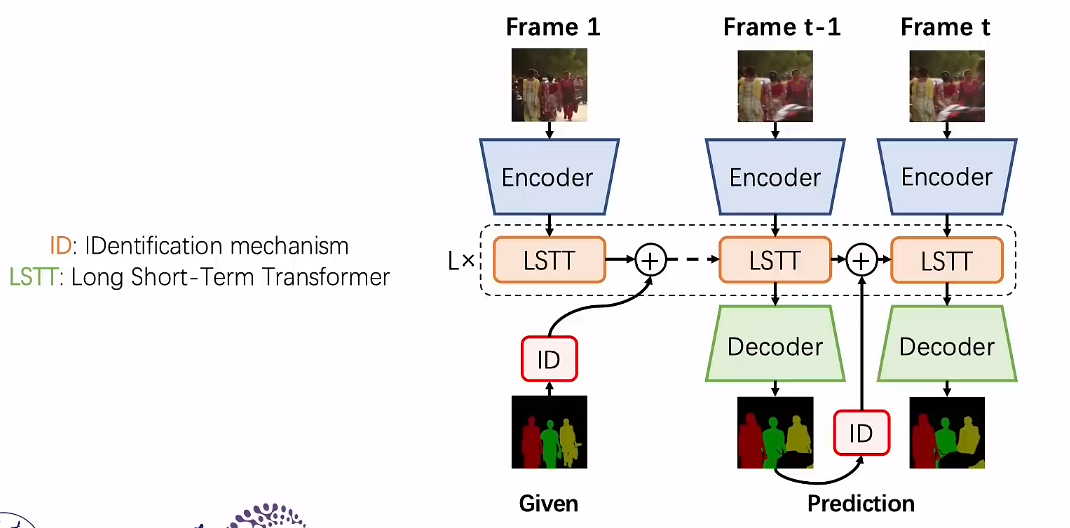 Frame 1
Frame t-1
Frame t
Encoder
Encoder
Encoder
ID: IDentification mechanism
LSTT: Long Short-Term Transformer
L×
LSTT
+
LSTT
+
LSTT
ID
Decoder
Decoder
ID
Given
Prediction